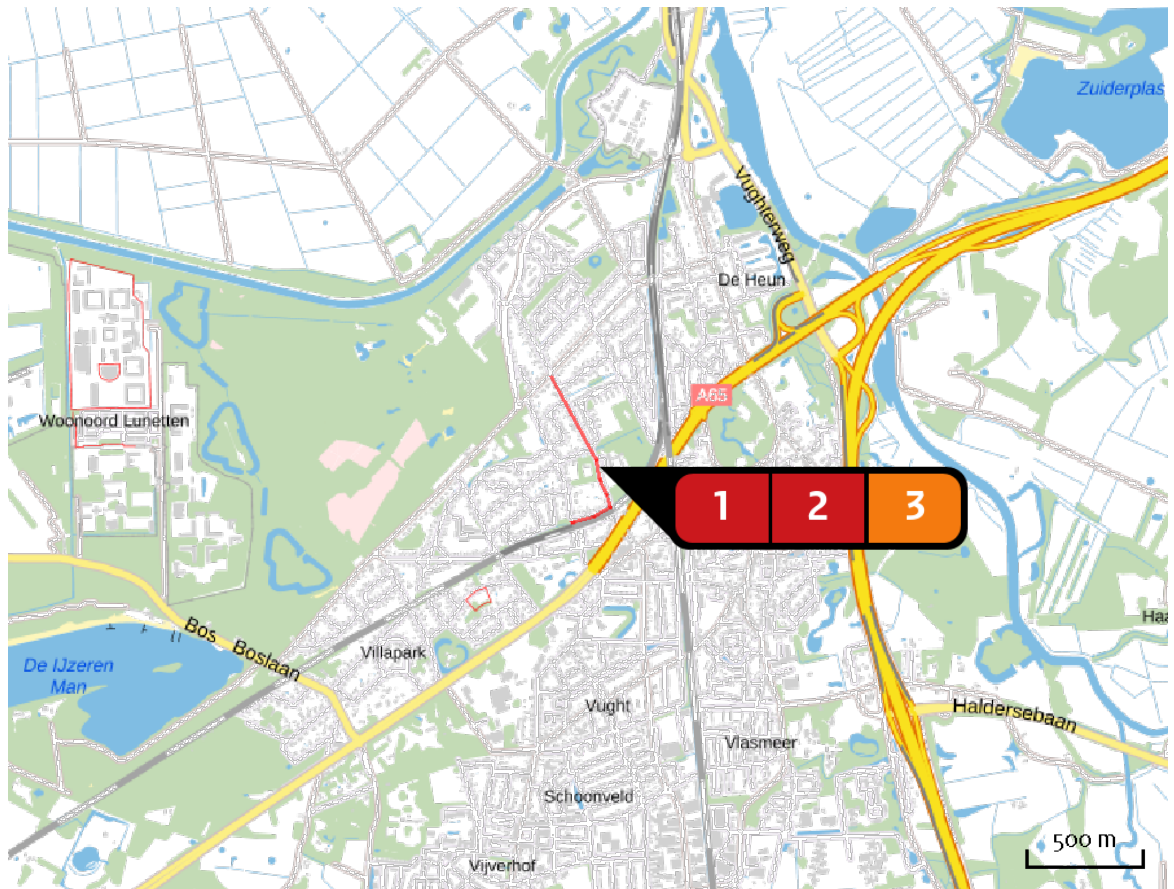 Zuiderplas
Vughterweg
De Heun
A65
Woonoord Lunetten
1 2 3
Bos - Boslaan
Villapark
De IJzeren
Man
Haa
Vught
Haldersebaan
Vlasmeer
Schoonveld
Vijverhof
500 m